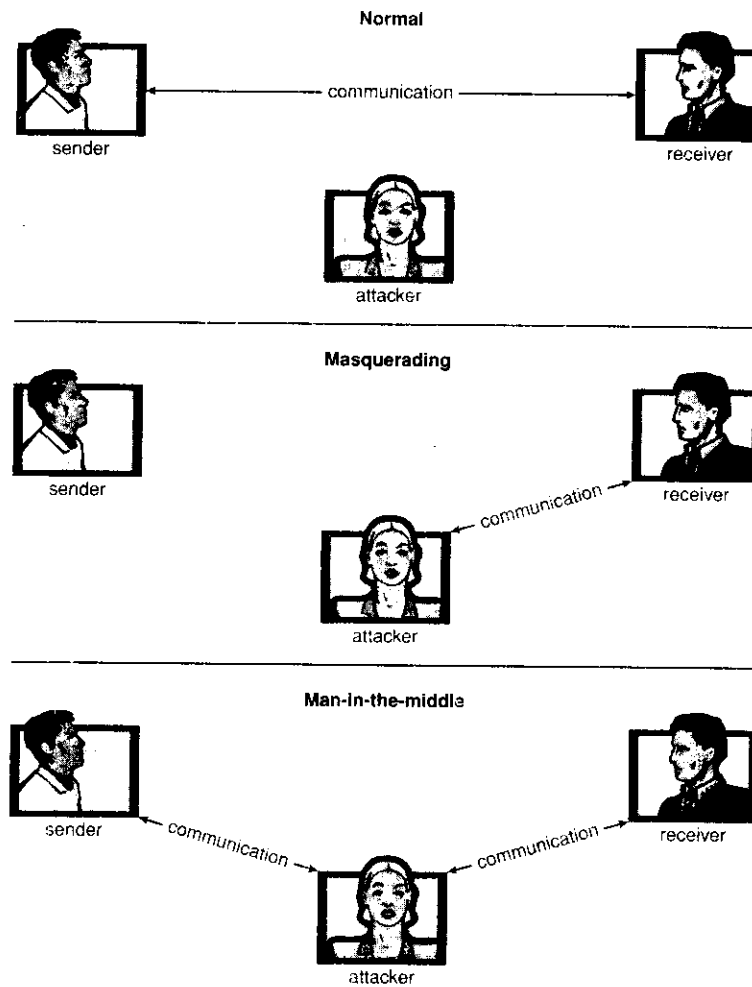 Normal
communication
sender
receiver
attacker
Masquerading
sender
communication
receiver
attacker
Man-in-the-middle
sender
communication
communication
receiver
attacker